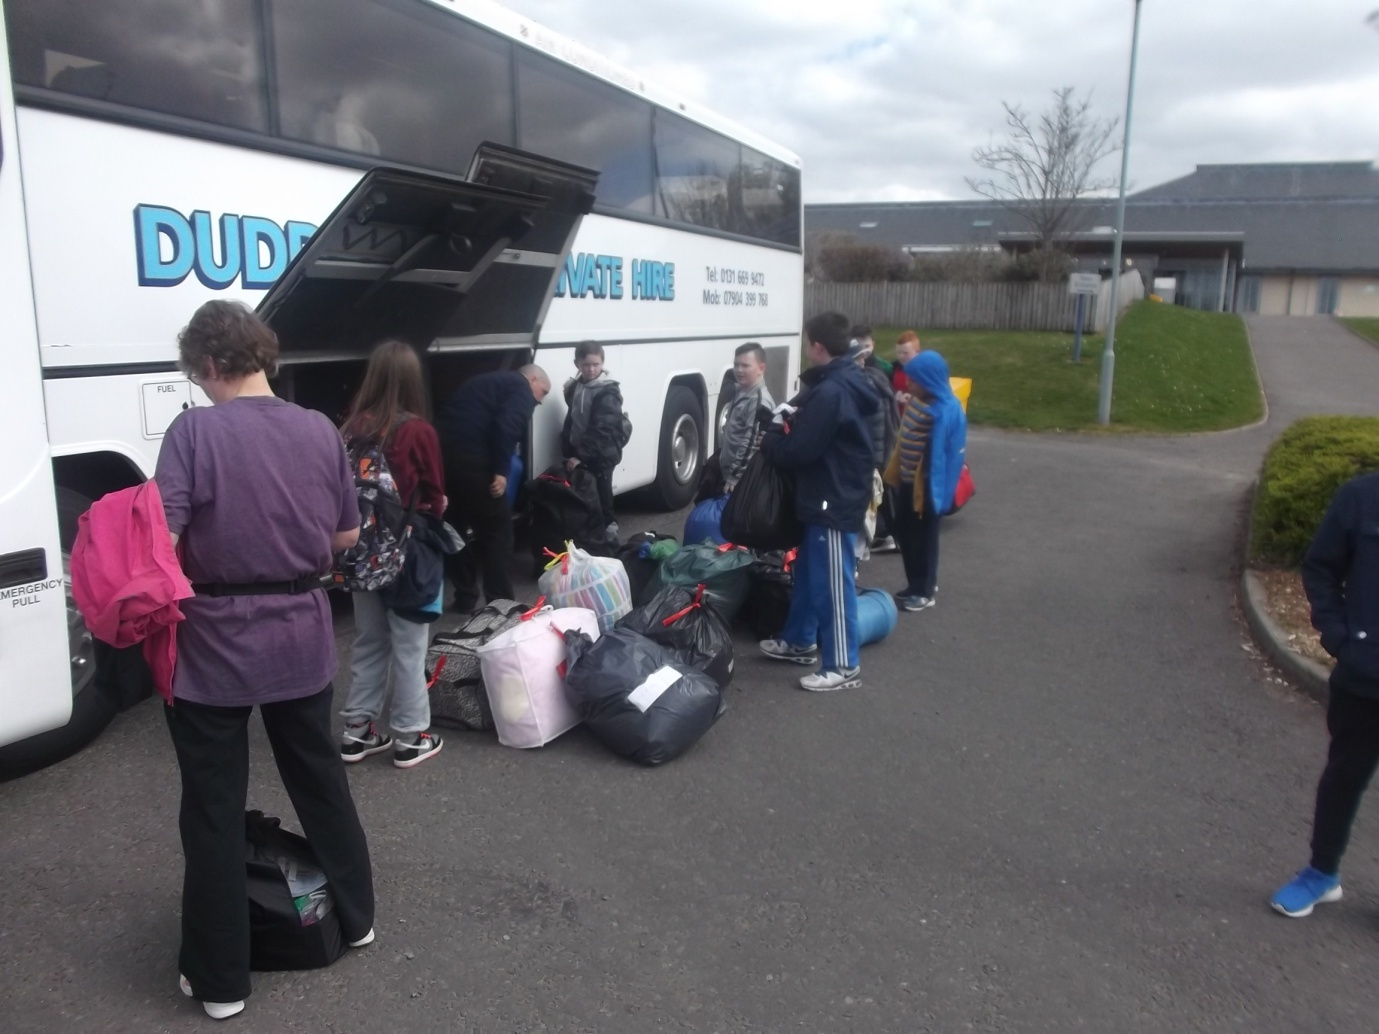 DUDD
VATE HIRE
Tel: 0131 669 9472
Mob: 07904 399 768
FUEL
EMERGENCY
PULL